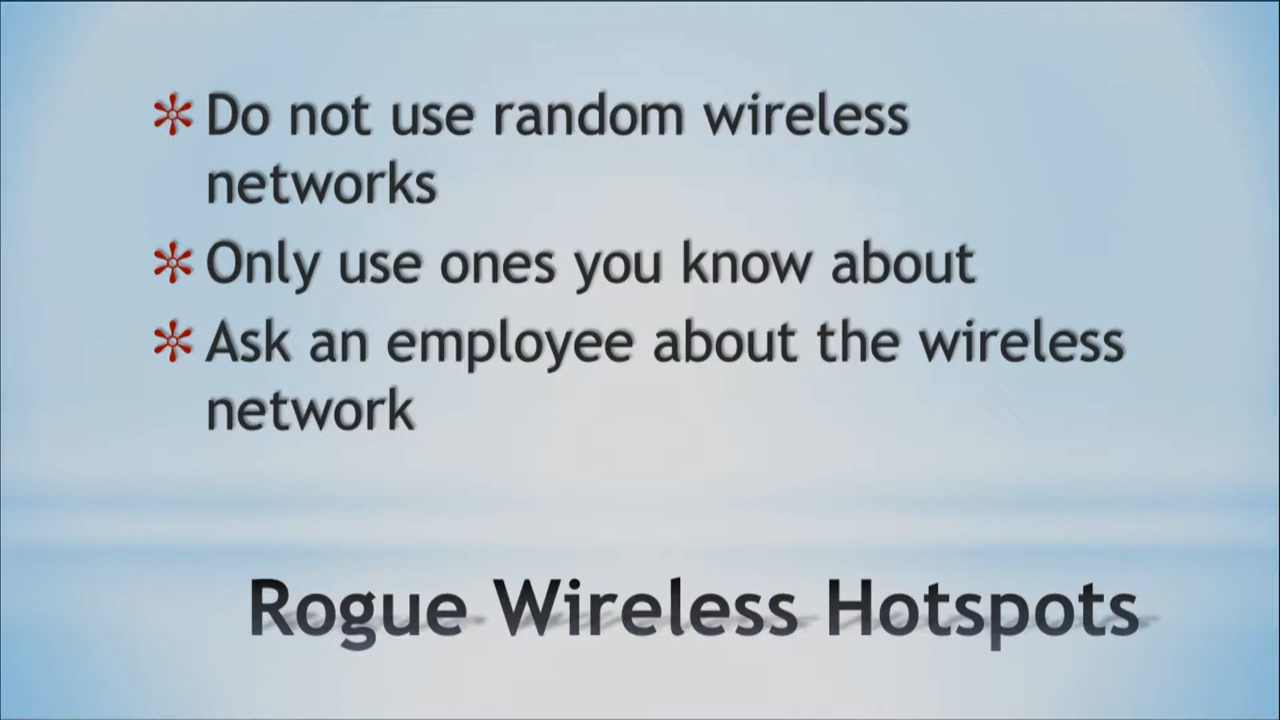 Do not use random wireless
networks
Only use ones you know about
Ask an employee about the wireless
network
Rogue Wireless Hotspots